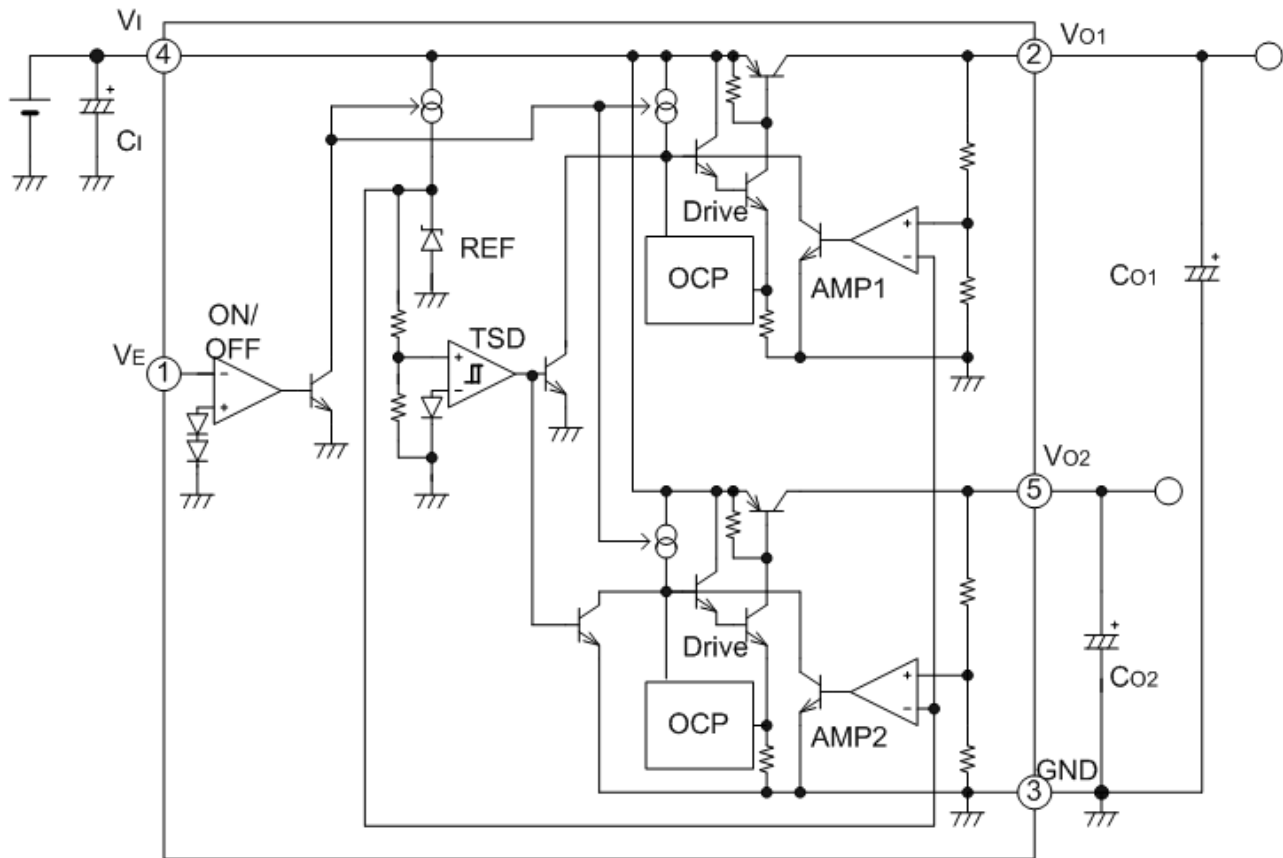 VI
VO1
4
2
CI
Drive
REF
OCP
AMP1
CO1
ON/
OFF
TSD
VE
1
VO2
5
Drive
OCP
AMP2
CO2
GND
3